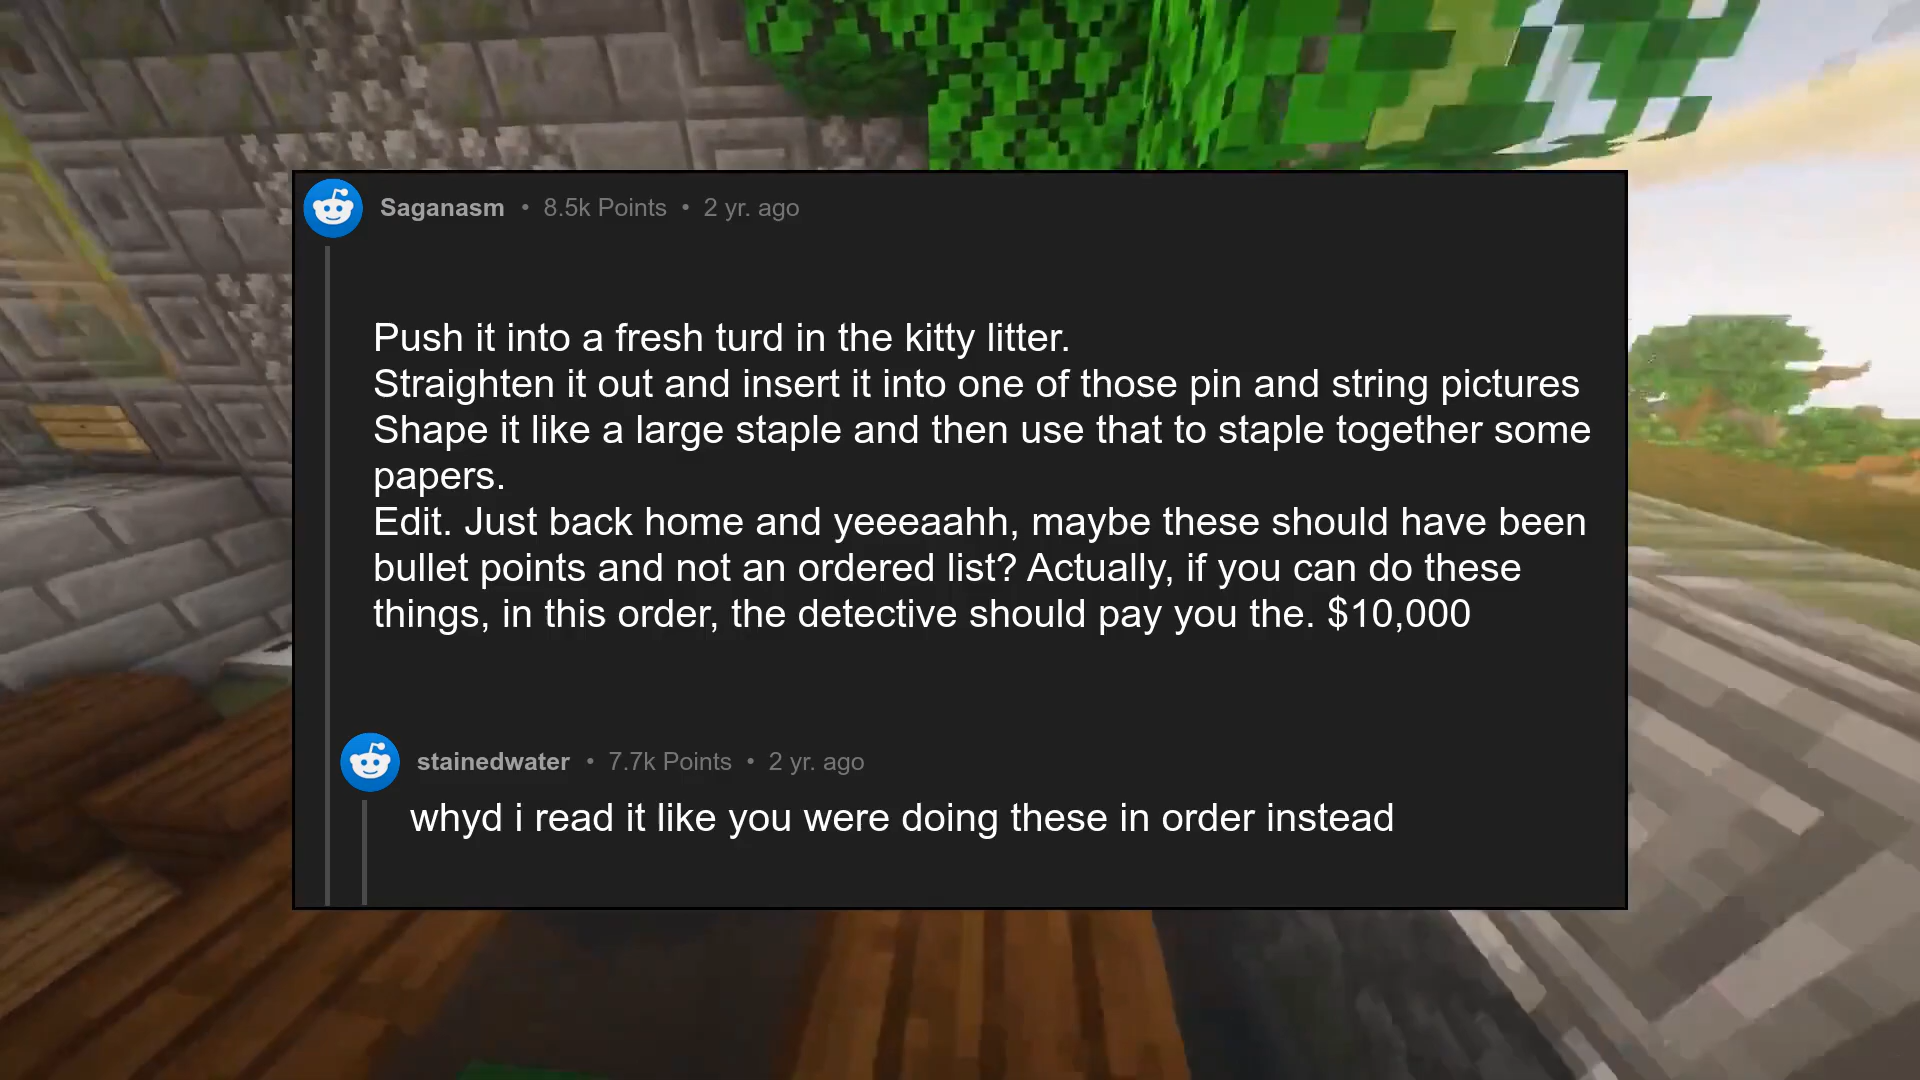 Saganasm • 8.5k Points • 2 yr. ago
Push it into a fresh turd in the kitty litter.
Straighten it out and insert it into one of those pin and string pictures
Shape it like a large staple and then use that to staple together some
papers.
Edit. Just back home and yeeeaahh, maybe these should have been
bullet points and not an ordered list? Actually, if you can do these
things, in this order, the detective should pay you the. $10,000
stainedwater • 7.7k Points • 2 yr. ago
whyd i read it like you were doing these in order instead